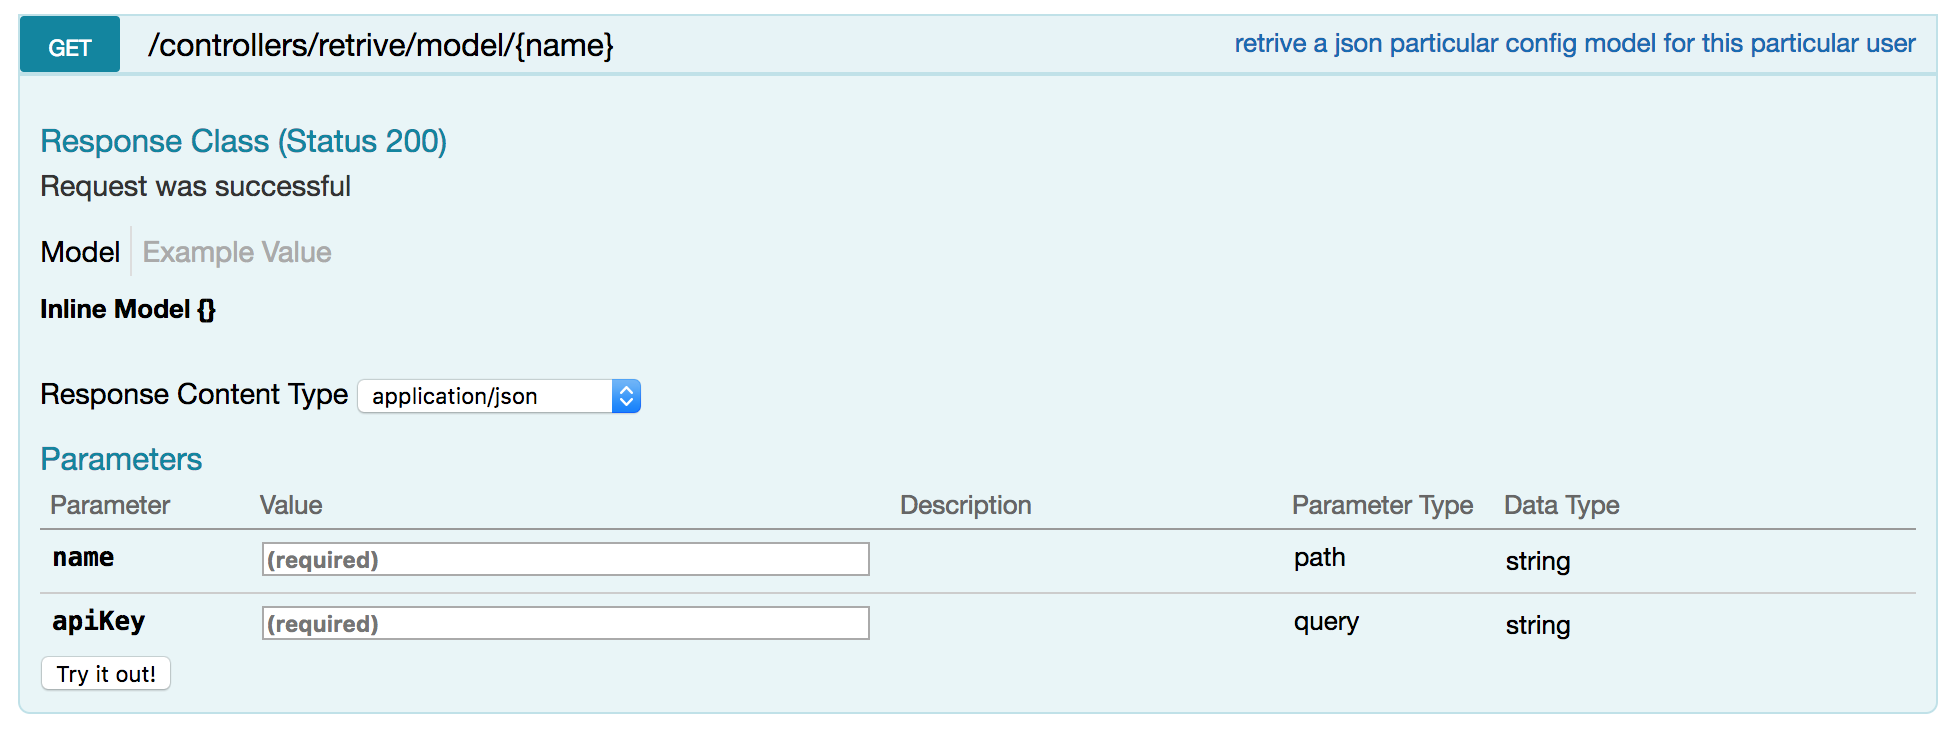 GET /controllers/retrive/model/{name} retrive a json particular config model for this particular user
Response Class (Status 200)
Request was successful
Model Example Value
Inline Model {}
Response Content Type application/json
Parameters
Parameter Value Description Parameter Type Data Type
name (required) path string
apiKey (required) query string
Try it out!